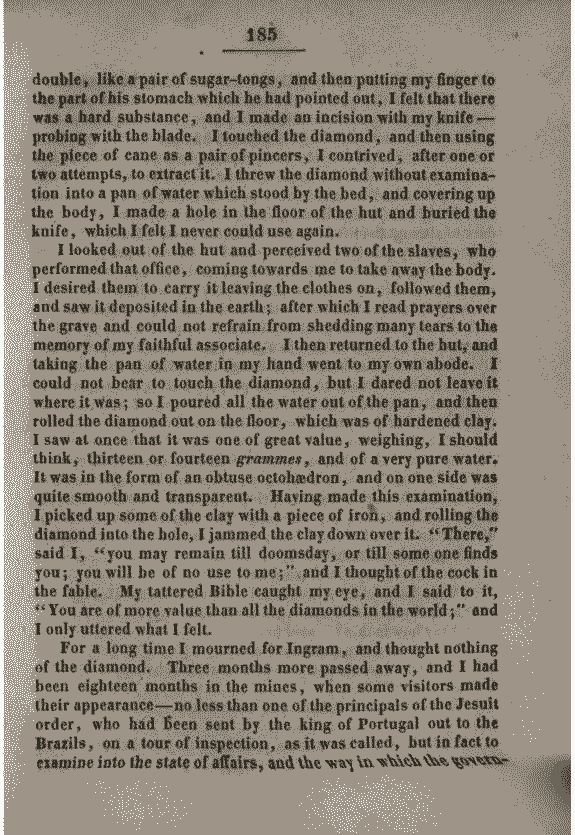 185
double, like a pair of sugar-tongs, and then putting my finger to
the part of his stomach which he had pointed out, I felt that there
was a hard substance, and I made an incision with my knife —
probing with the blade. I touched the diamond, and then using
the piece of cane as a pair of pincers, I contrived, after one or
two attempts, to extract it. I threw the diamond without examina-
tion into a pan of water which stood by the bed, and covering up
the body, I made a hole in the floor of the hut and buried the
knife, which I felt I never could use again.
I looked out of the hut and perceived two of the slaves, who
performed that office, coming towards me to take away the body.
I desired them to carry it leaving the clothes on, followed them,
and saw it deposited in the earth; after which I read prayers over
the grave and could not refrain from shedding many tears to the
memory of my faithful associate. I then returned to the hut, and
taking the pan of water in my hand went to my own abode. I
could not bear to touch the diamond, but I dared not leave it
where it was; so I poured all the water out of the pan, and then
rolled the diamond out on the floor, which was of hardened clay.
I saw at once that it was one of great value, weighing, I should
think, thirteen or fourteen grammes, and of a very pure water.
It was in the form of an obtuse octohædron, and on one side was
quite smooth and transparent. Having made this examination,
I picked up some of the clay with a piece of iron, and rolling the
diamond into the hole, I jammed the clay down over it. "There,"
said I, "you may remain till doomsday, or till some one finds
you; you will be of no use to me;" and I thought of the cock in
the fable. My tattered Bible caught my eye, and I said to it,
"You are of more value than all the diamonds in the world;" and
I only uttered what I felt.
For a long time I mourned for Ingram, and thought nothing
of the diamond. Three months more passed away, and I had
been eighteen months in the mines, when some visitors made
their appearance—no less than one of the principals of the Jesuit
order, who had been sent by the king of Portugal out to the
Brazils, on a tour of inspection, as it was called, but in fact to
examine into the state of affairs, and the way in which the govern-